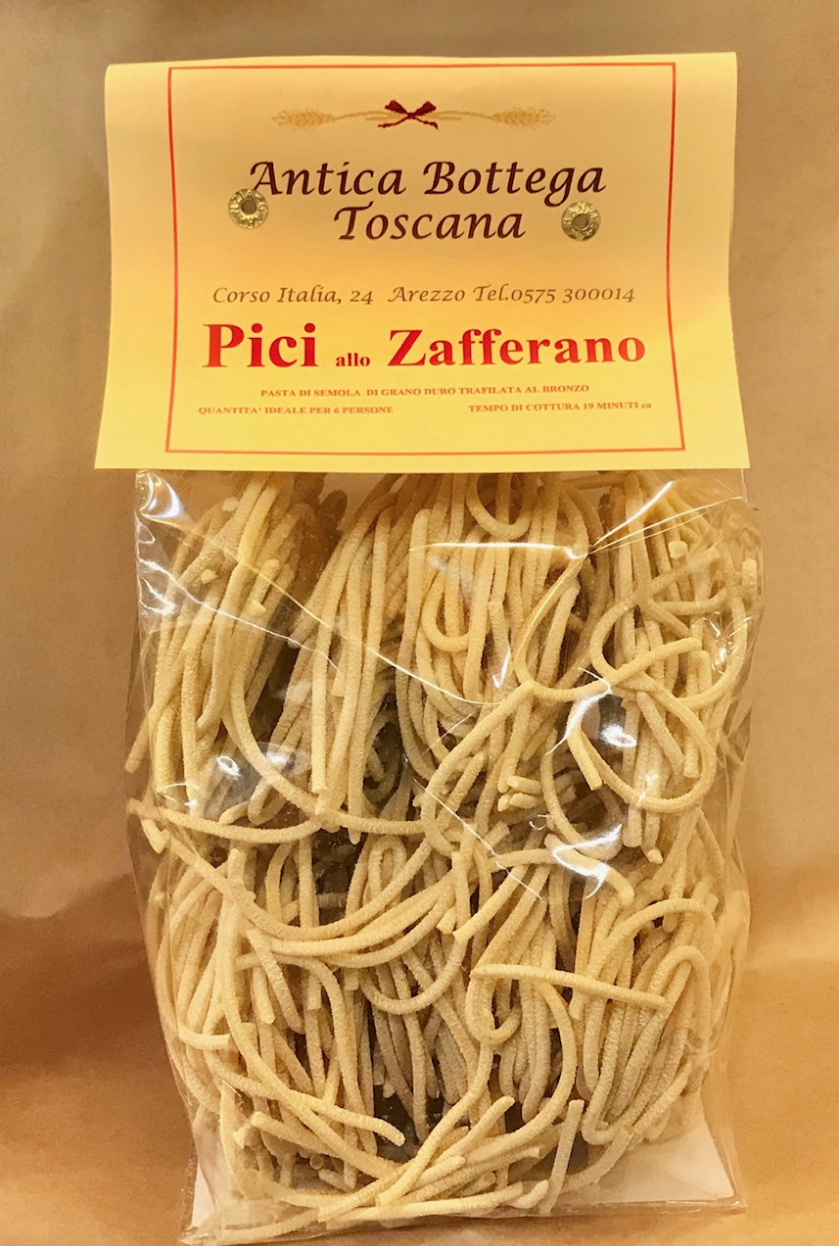 Antica Bottega
Toscana
Corso Italia, 24 Arezzo Tel.0575 300014
Pici allo Zafferano
PASTA DI SEMOLA DI GRANO DURO TRAFILATA AL BRONZO
QUANTITA' IDEALE PER 6 PERSONE TEMPO DI COTTURA 19 MINUTI ca